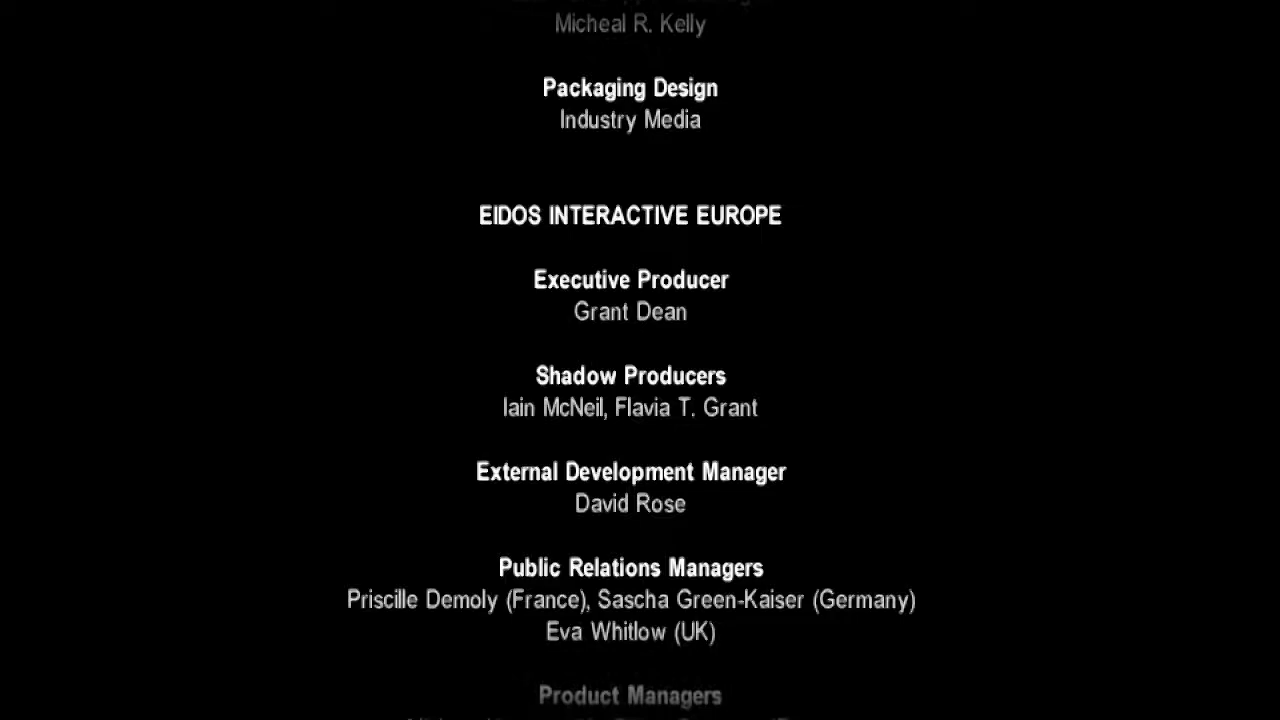 Micheal R. Kelly
Packaging Design
Industry Media
EIDOS INTERACTIVE EUROPE
Executive Producer
Grant Dean
Shadow Producers
Iain McNeil, Flavia T. Grant
External Development Manager
David Rose
Public Relations Managers
Priscille Demoly (France), Sascha Green-Kaiser (Germany)
Eva Whitlow (UK)
Product Managers